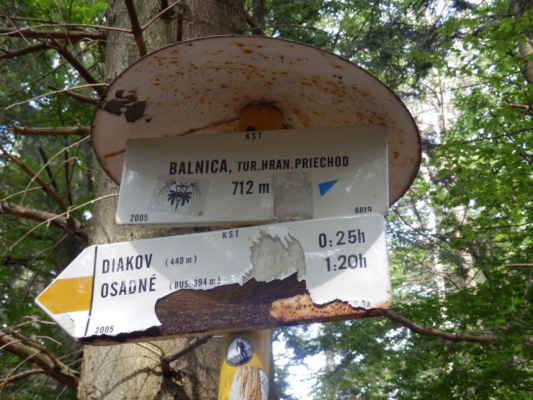 KST
BALNICA, TUR.HRAN.PRIECHOD
712 m
2005
KST
DIAKOV (440 m) 0:25h
OSADNÉ (BUS, 394 m) 1:20h
2005